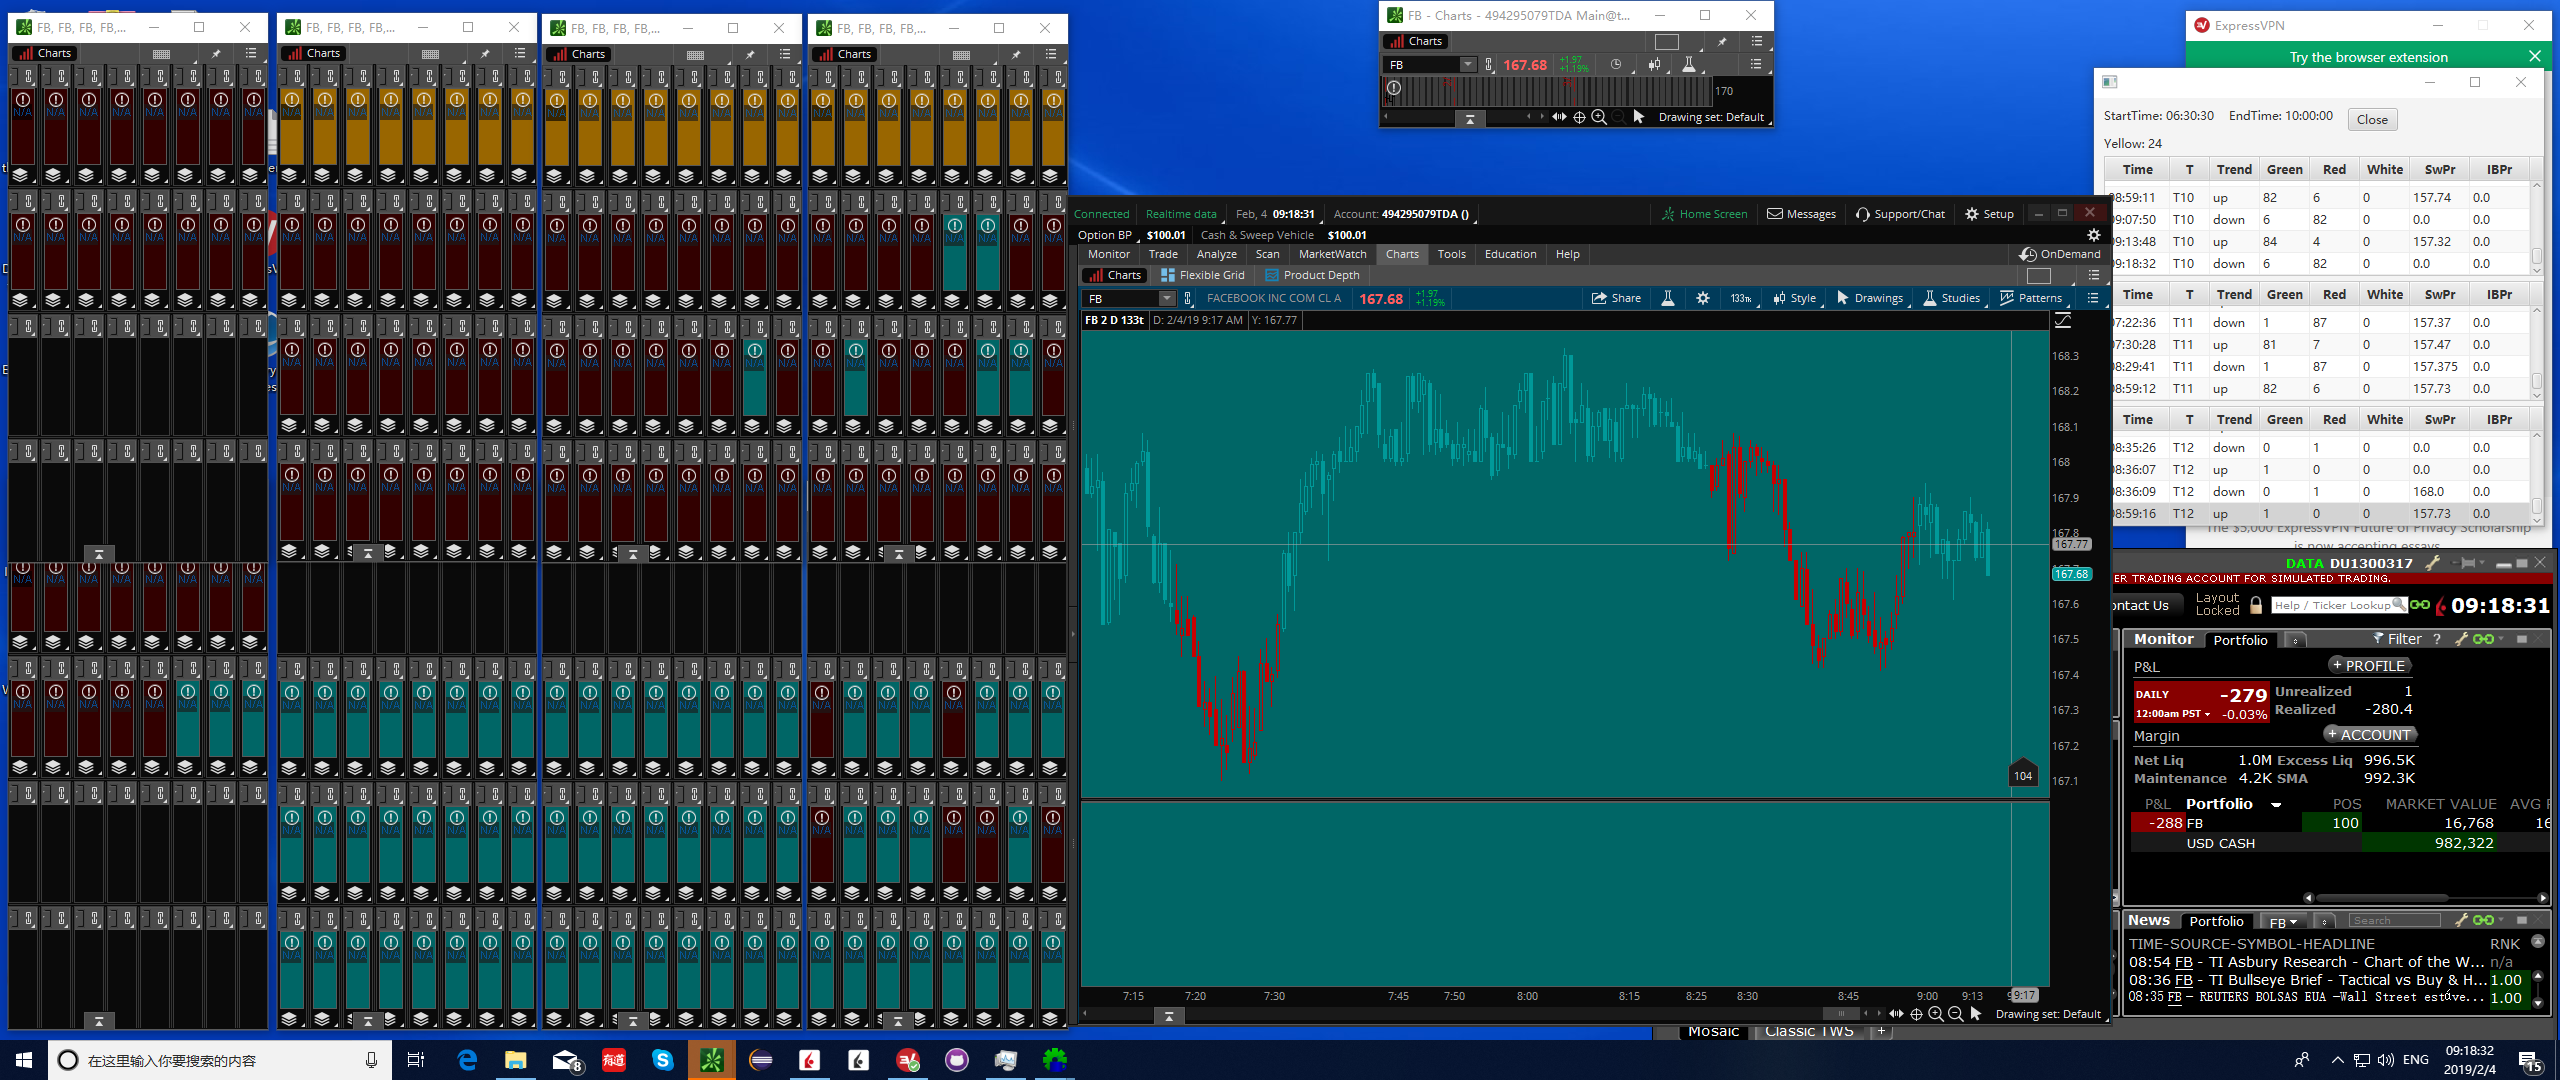 FB, FB, FB, FB,...
Charts
FB, FB, FB, FB,...
Charts
FB, FB, FB, FB,...
Charts
FB, FB, FB, FB,...
Charts
N/A
FB - Charts - 494295079TDA Main@t...
Charts
FB 167.68 +1.97 +1.19%
170
Drawing set: Default
ExpressVPN
Try the browser extension
StartTime: 06:30:30 EndTime: 10:00:00 Close
Yellow: 24
Time T Trend Green Red White SwPr IBPr
08:59:11 T10 up 82 6 0 157.74 0.0
09:07:50 T10 down 6 82 0 0.0 0.0
09:13:48 T10 up 84 4 0 157.32 0.0
09:18:32 T10 down 6 82 0 0.0 0.0
Time T Trend Green Red White SwPr IBPr
07:22:36 T11 down 1 87 0 157.37 0.0
07:30:28 T11 up 81 7 0 157.47 0.0
08:29:41 T11 down 1 87 0 157.375 0.0
08:59:12 T11 up 82 6 0 157.73 0.0
Time T Trend Green Red White SwPr IBPr
08:35:26 T12 down 0 1 0 0.0 0.0
08:36:07 T12 up 1 0 0 0.0 0.0
08:36:09 T12 down 0 1 0 168.0 0.0
08:59:16 T12 up 1 0 0 157.73 0.0
The $5,000 ExpressVPN Future of Privacy Scholarship
is now accepting essays
Connected Realtime data Feb, 4 09:18:31 Account: 494295079TDA () Home Screen Messages Support/Chat Setup
Option BP $100.01 Cash & Sweep Vehicle $100.01
Monitor Trade Analyze Scan MarketWatch Charts Tools Education Help OnDemand
Charts Flexible Grid Product Depth
FB FACEBOOK INC COM CL A 167.68 +1.97 +1.19% Share 133tk Style Drawings Studies Patterns
FB 2 D 133t D: 2/4/19 9:17 AM Y: 167.77
168.3
168.2
168.1
168
167.9
167.8
167.77
167.68
167.6
167.5
167.4
167.3
167.2
167.1
104
7:15 7:20 7:30 7:45 7:50 8:00 8:15 8:25 8:30 8:45 9:00 9:13 9:17
Drawing set: Default
DATA DU1300317
ER TRADING ACCOUNT FOR SIMULATED TRADING.
ontact Us Layout Locked Help / Ticker Lookup 09:18:31
Monitor Portfolio Filter ?
P&L + PROFILE
DAILY -279 Unrealized 1
12:00am PST -0.03% Realized -280.4
Margin + ACCOUNT
Net Liq 1.0M Excess Liq 996.5K
Maintenance 4.2K SMA 992.3K
P&L Portfolio POS MARKET VALUE AVG
-288 FB 100 16,768 16
USD CASH 982,322
News Portfolio FB Search
TIME-SOURCE-SYMBOL-HEADLINE RNK
08:54 FB - TI Asbury Research - Chart of the W... n/a
08:36 FB - TI Bullseye Brief - Tactical vs Buy & H... 1.00
08:35 FB - REUTERS BOLSAS EUA -Wall Street estáve... 1.00
Mosaic Classic TWS +
在这里输入你要搜索的内容
8
有道
ENG
09:18:32
2019/2/4
15